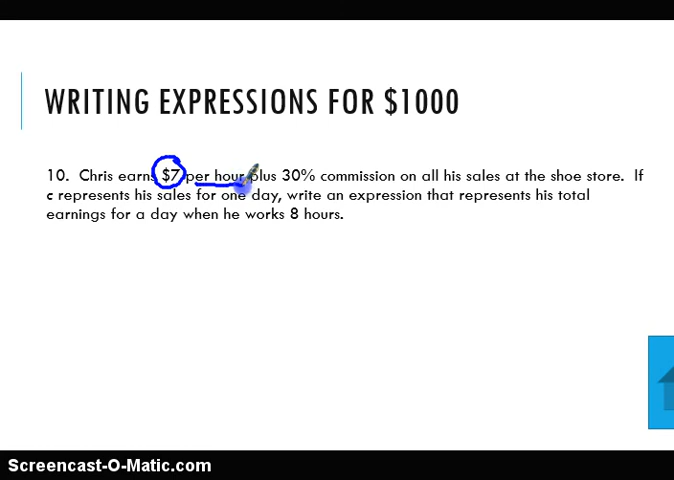 WRITING EXPRESSIONS FOR $1000
10. Chris earns $7 per hour plus 30% commission on all his sales at the shoe store. If
c represents his sales for one day, write an expression that represents his total
earnings for a day when he works 8 hours.
Screencast-O-Matic.com